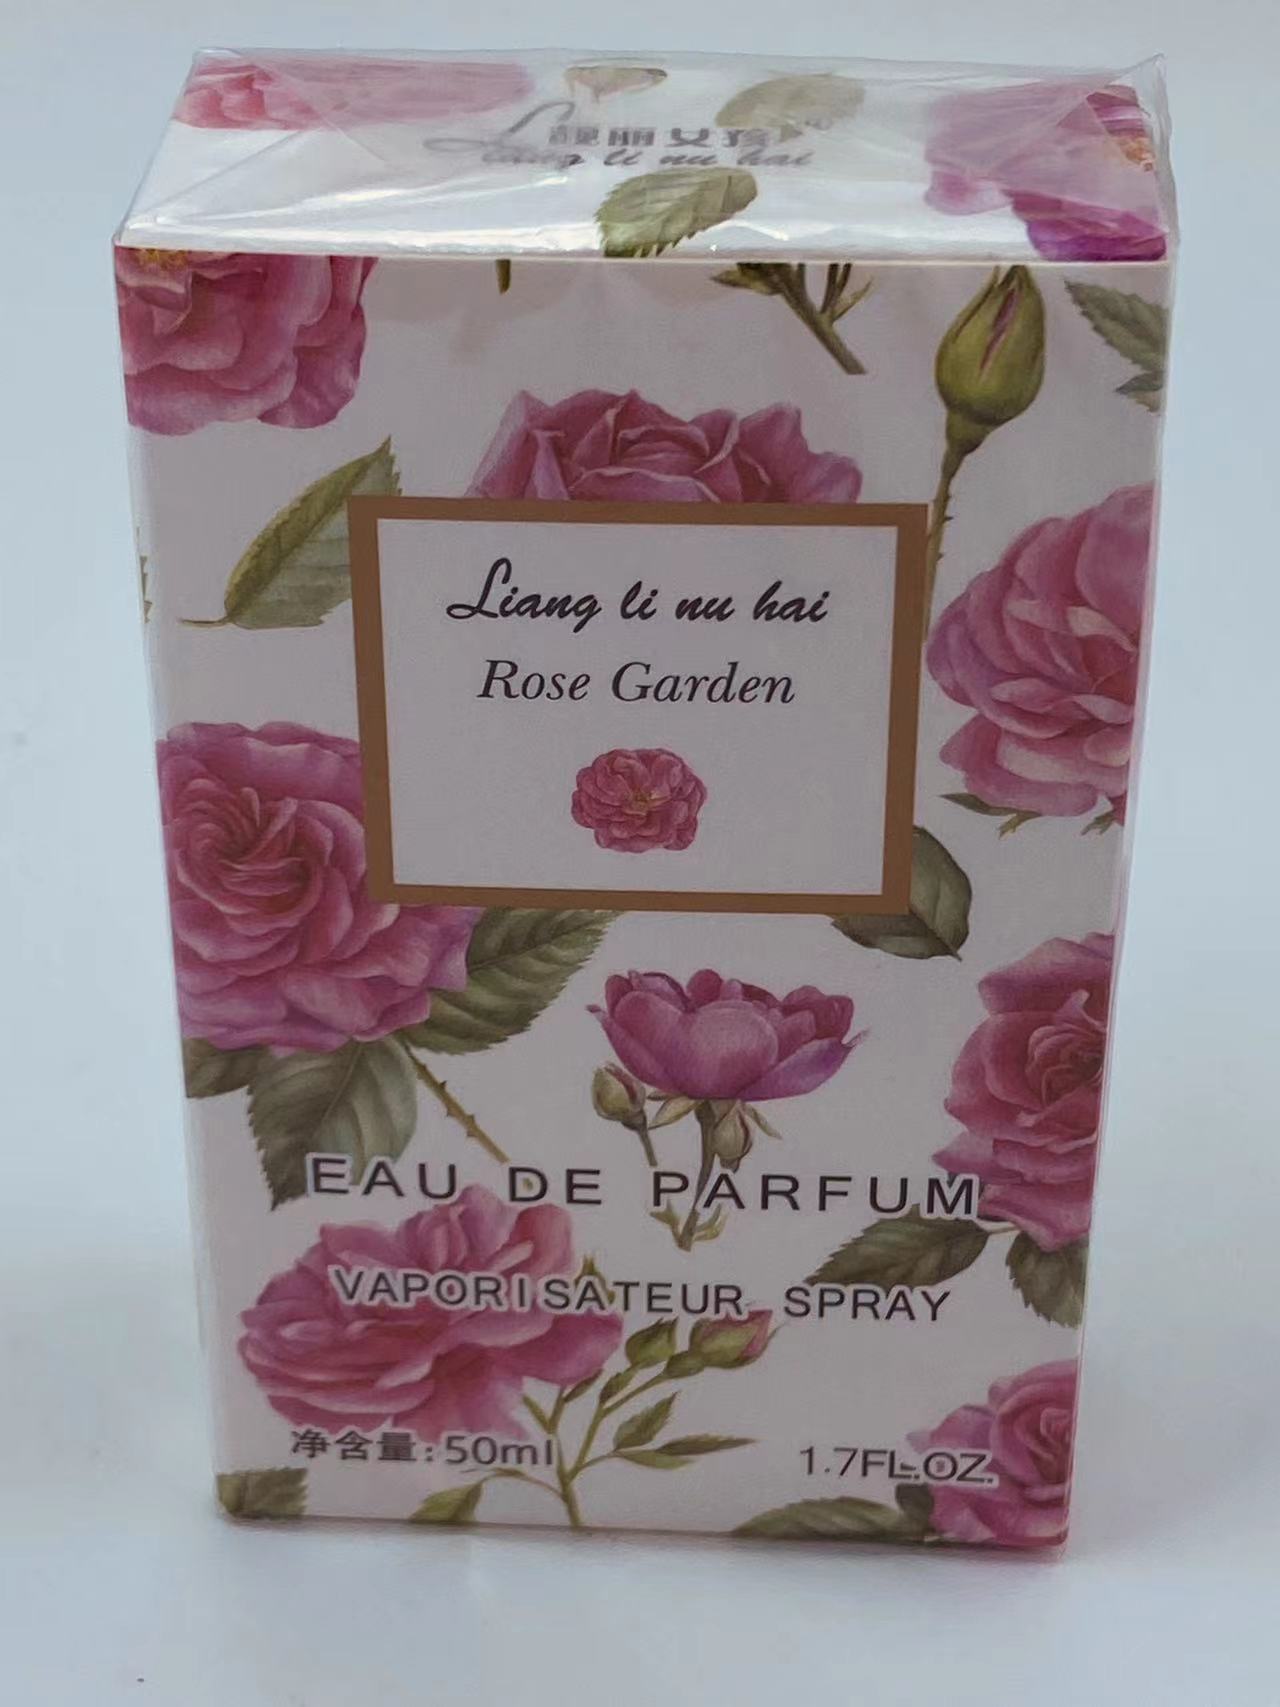 靓丽女孩
Liang li nu hai
Liang li nu hai
Rose Garden
EAU DE PARFUM
VAPORISATEUR SPRAY
净含量:50ml
1.7FL.OZ.